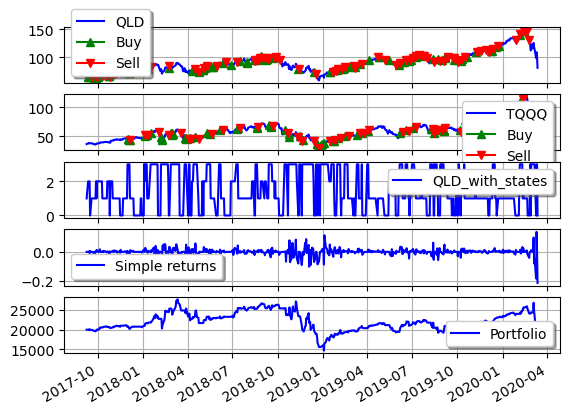 QLD
Buy
Sell
150
100
TQQQ
Buy
Sell
100
50
QLD_with_states
2
0
Simple returns
0.0
−0.2
Portfolio
25000
20000
15000
2017-10
2018-01
2018-04
2018-07
2018-10
2019-01
2019-04
2019-07
2019-10
2020-01
2020-04